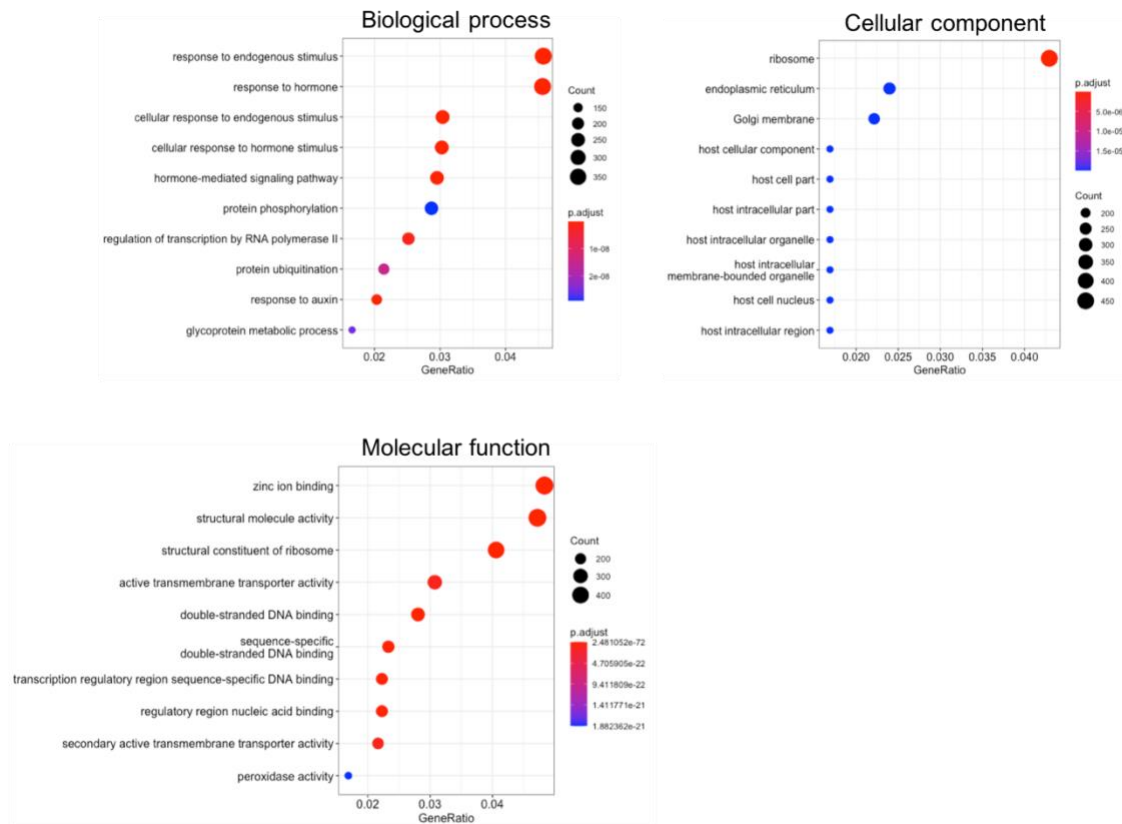 Biological process
response to endogenous stimulus
response to hormone
cellular response to endogenous stimulus
cellular response to hormone stimulus
hormone-mediated signaling pathway
protein phosphorylation
regulation of transcription by RNA polymerase II
protein ubiquitination
response to auxin
glycoprotein metabolic process
0.02 0.03 0.04
GeneRatio
Count
150
200
250
300
350
p.adjust
1e-08
2e-08
Cellular component
ribosome
endoplasmic reticulum
Golgi membrane
host cellular component
host cell part
host intracellular part
host intracellular organelle
host intracellular
membrane-bounded organelle
host cell nucleus
host intracellular region
0.020 0.025 0.030 0.035 0.040
GeneRatio
p.adjust
5.0e-06
1.0e-05
1.5e-05
Count
200
250
300
350
400
450
Molecular function
zinc ion binding
structural molecule activity
structural constituent of ribosome
active transmembrane transporter activity
double-stranded DNA binding
sequence-specific
double-stranded DNA binding
transcription regulatory region sequence-specific DNA binding
regulatory region nucleic acid binding
secondary active transmembrane transporter activity
peroxidase activity
0.02 0.03 0.04
GeneRatio
Count
200
300
400
p.adjust
2.481052e-72
4.705905e-22
9.411809e-22
1.411771e-21
1.882362e-21